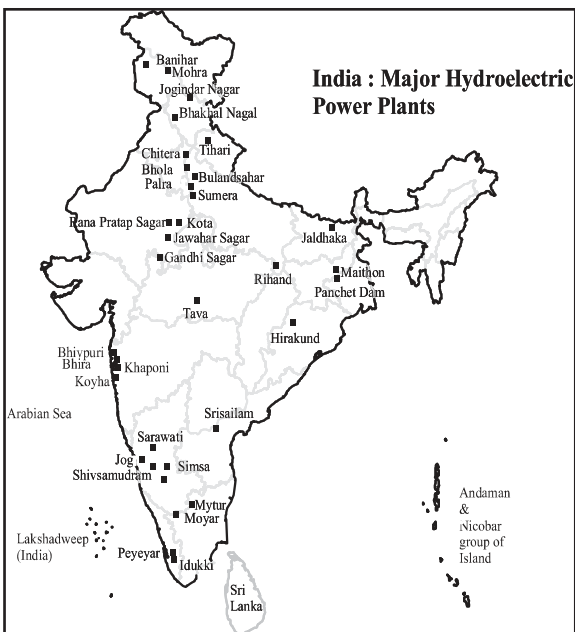 Banihar
Mohra
India : Major Hydroelectric
Power Plants
Jogindar Nagar
Bhakhal Nagal
Tihari
Chitera
Bhola
Bulandsahar
Palra
Sumera
Rana Pratap Sagar
Kota
Jawahar Sagar
Jaldhaka
Gandhi Sagar
Rihand
Maithon
Panchet Dam
Tava
Hirakund
Bhivpuri
Bhira
Khaponi
Koyha
Arabian Sea
Srisailam
Sarawati
Jog
Simsa
Shivsamudram
Mytur
Moyar
Andaman
&
Nicobar
group of
Island
Lakshadweep
(India)
Peyeyar
Idukki
Sri
Lanka